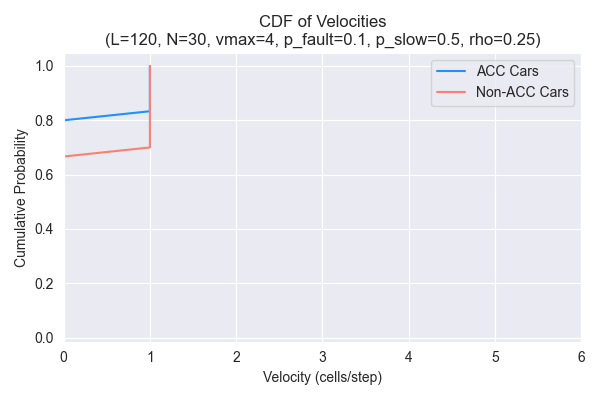 CDF of Velocities
(L=120, N=30, vmax=4, p_fault=0.1, p_slow=0.5, rho=0.25)
ACC Cars
Non-ACC Cars
Cumulative Probability
1.0
0.8
0.6
0.4
0.2
0.0
0 1 2 3 4 5 6
Velocity (cells/step)